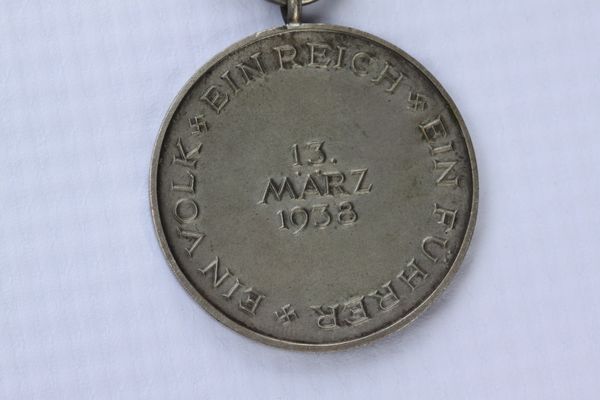 EIN VOLK EIN REICH EIN FÜHRER
13.
MÄRZ
1938